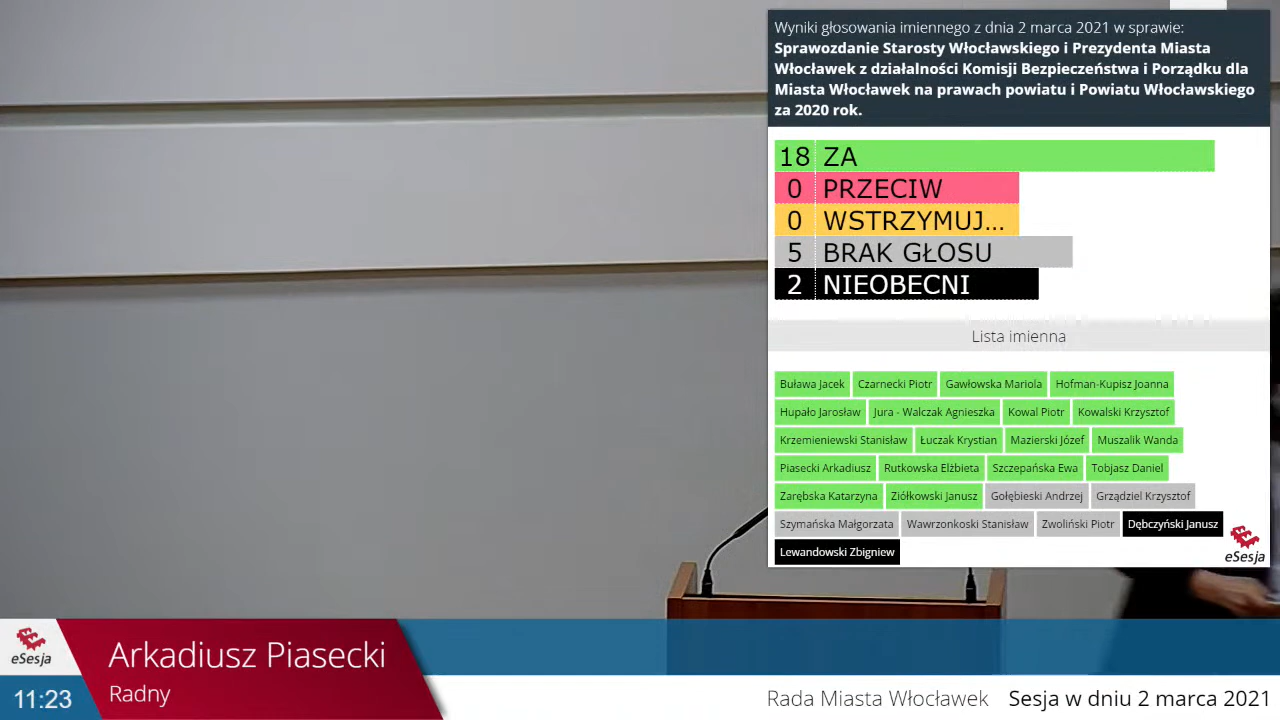 Wyniki głosowania imiennego z dnia 2 marca 2021 w sprawie:
Sprawozdanie Starosty Włocławskiego i Prezydenta Miasta
Włocławek z działalności Komisji Bezpieczeństwa i Porządku dla
Miasta Włocławek na prawach powiatu i Powiatu Włocławskiego
za 2020 rok.
18 ZA
0 PRZECIW
0 WSTRZYMUJ...
5 BRAK GŁOSU
2 NIEOBECNI
Lista imienna
Buława Jacek Czarnecki Piotr Gawłowska Mariola Hofman-Kupisz Joanna
Hupało Jarosław Jura - Walczak Agnieszka Kowal Piotr Kowalski Krzysztof
Krzemieniewski Stanisław Łuczak Krystian Mazierski Józef Muszalik Wanda
Piasecki Arkadiusz Rutkowska Elżbieta Szczepańska Ewa Tobjasz Daniel
Zarębska Katarzyna Ziółkowski Janusz Gołębieski Andrzej Grządziel Krzysztof
Szymańska Małgorzata Wawrzonkoski Stanisław Zwoliński Piotr Dębczyński Janusz
Lewandowski Zbigniew
eSesja
Arkadiusz Piasecki
Radny
eSesja
11:23
Rada Miasta Włocławek Sesja w dniu 2 marca 2021